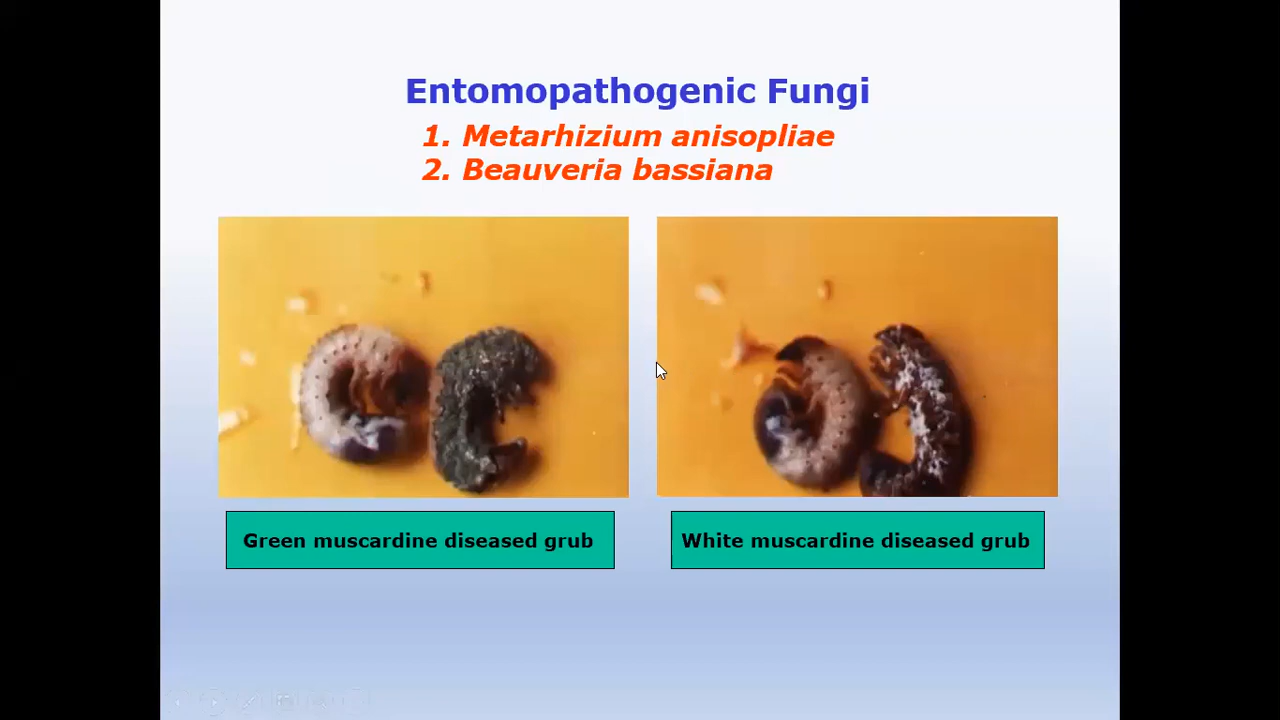 Entomopathogenic Fungi
1. Metarhizium anisopliae
2. Beauveria bassiana
Green muscardine diseased grub
White muscardine diseased grub